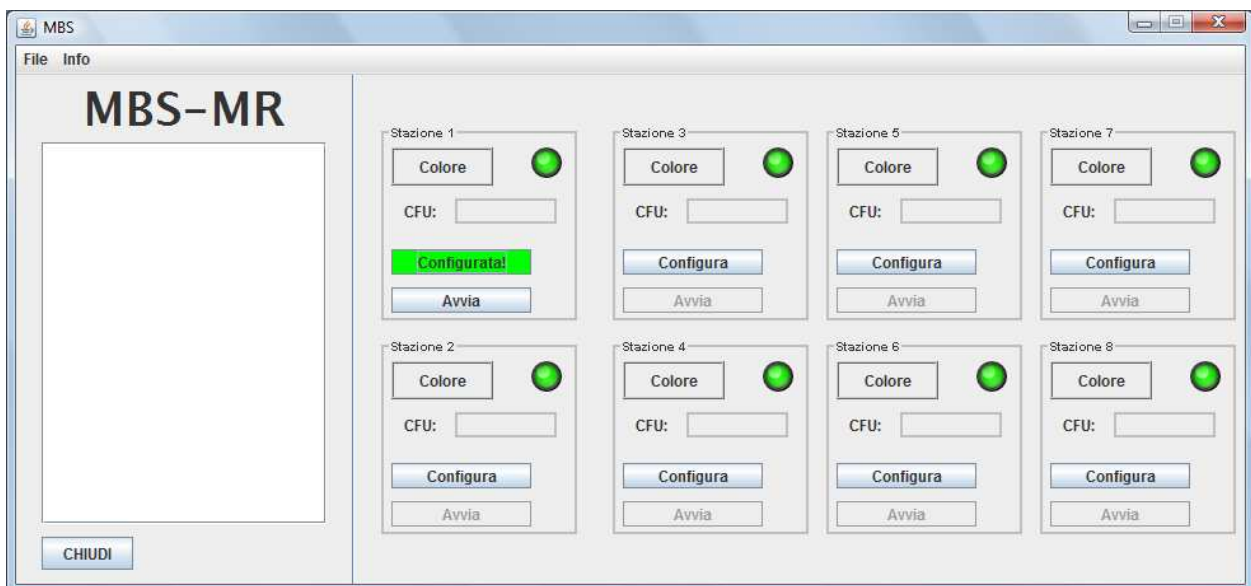 MBS
File Info
MBS-MR
Stazione 1
Colore
CFU:
Configurata!
Avvia
Stazione 3
Colore
CFU:
Configura
Avvia
Stazione 5
Colore
CFU:
Configura
Avvia
Stazione 7
Colore
CFU:
Configura
Avvia
Stazione 2
Colore
CFU:
Configura
Avvia
Stazione 4
Colore
CFU:
Configura
Avvia
Stazione 6
Colore
CFU:
Configura
Avvia
Stazione 8
Colore
CFU:
Configura
Avvia
CHIUDI